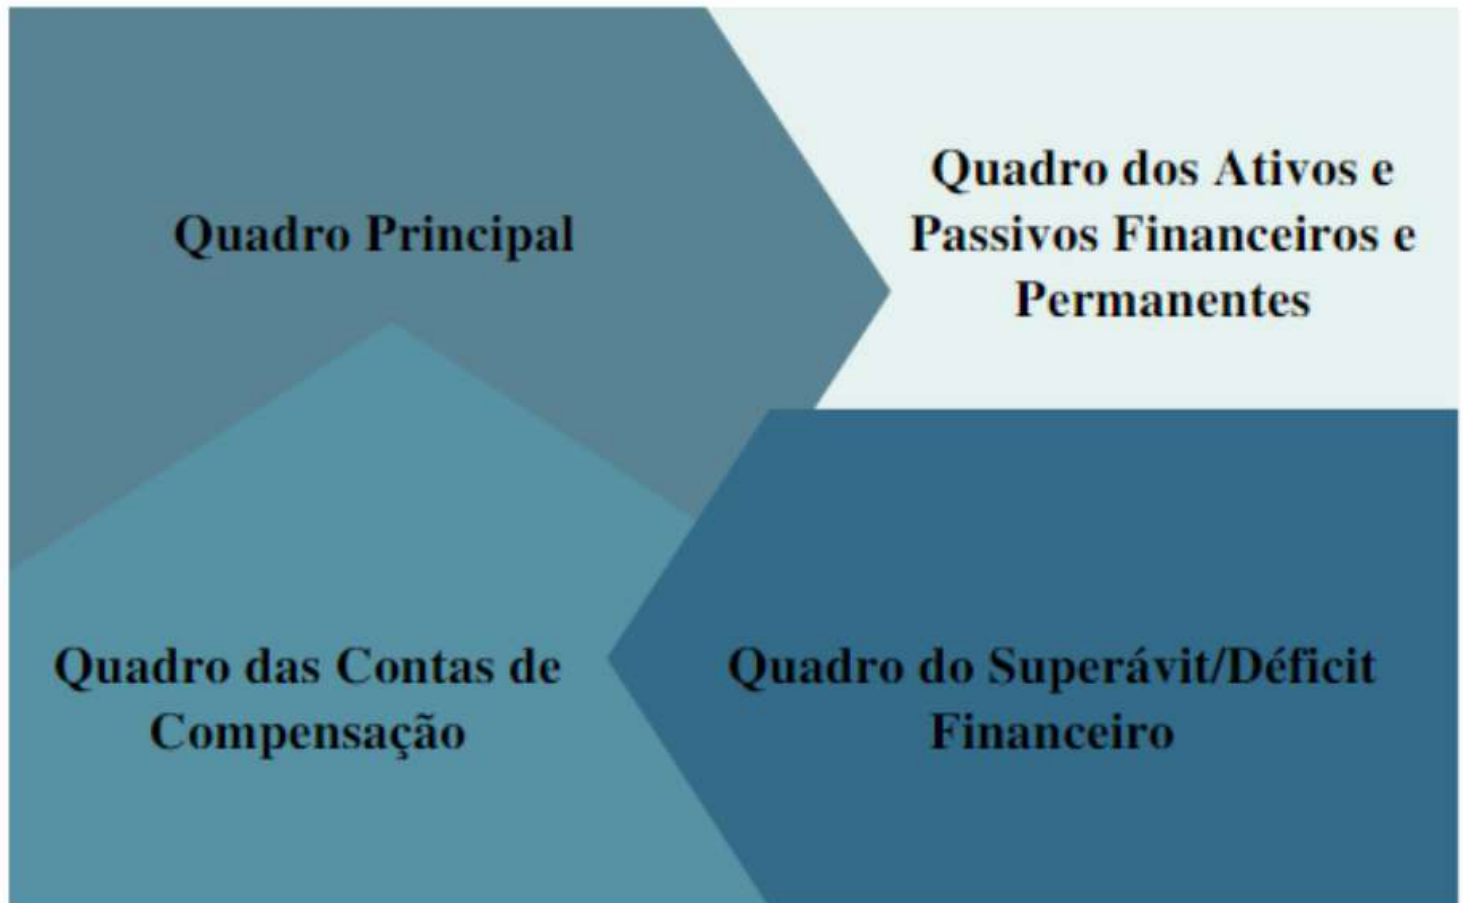 Quadro Principal
Quadro dos Ativos e
Passivos Financeiros e
Permanentes
Quadro das Contas de
Compensação
Quadro do Superávit/Déficit
Financeiro